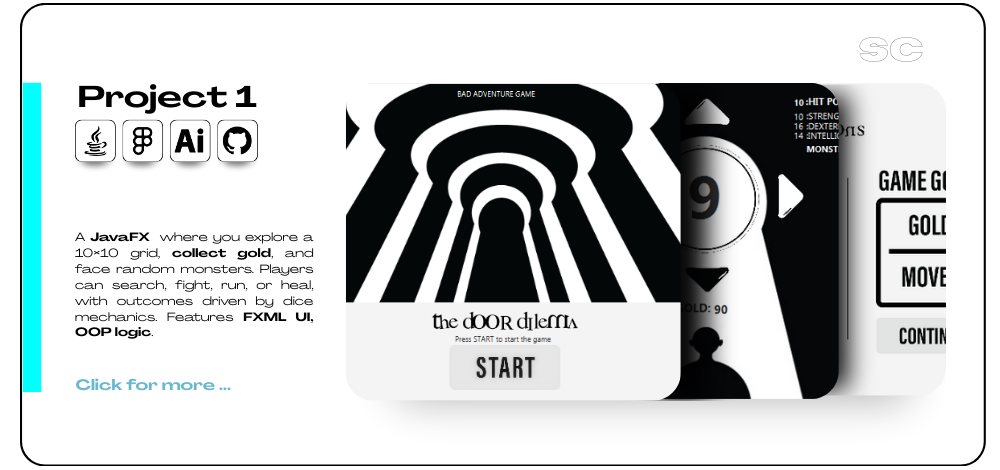 SC
Project 1
Ai
A JavaFX where you explore a
10×10 grid, collect gold, and
face random monsters. Players
can search, fight, run, or heal,
with outcomes driven by dice
mechanics. Features FXML UI,
OOP logic.
Click for more ...
BAD ADVENTURE GAME
the dOOR dılemma
Press START to start the game
START
9
OLD: 90
10 :HIT PO
10 :STRENG
16 :DEXTERI
14 :INTELLIC
MONST
ons
GAME GO
GOLD
MOVE
CONTIN